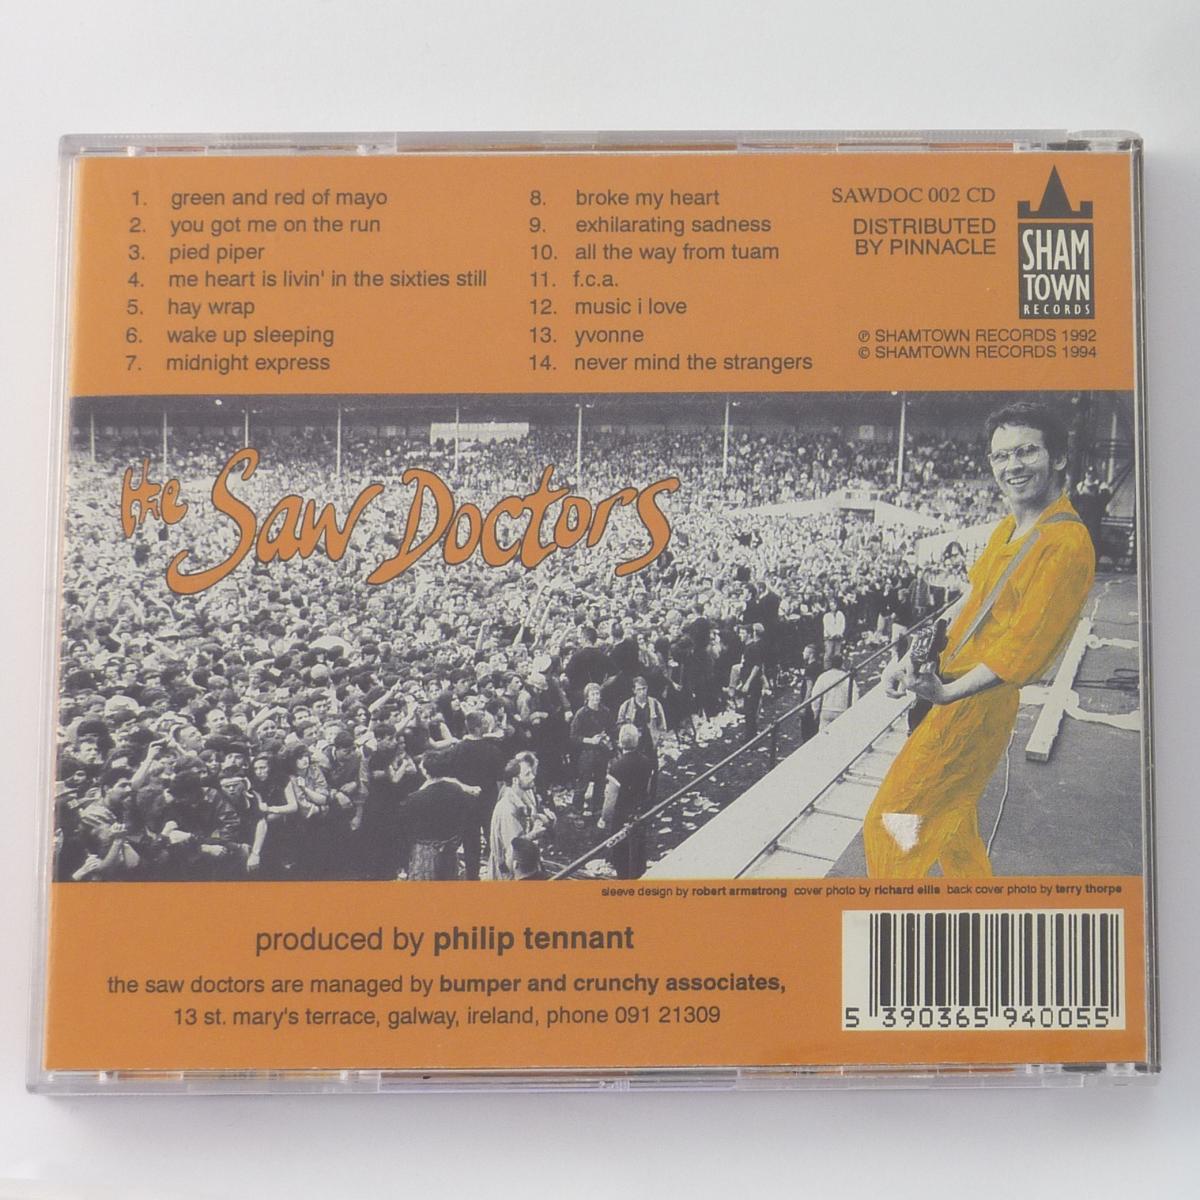 1. green and red of mayo
2. you got me on the run
3. pied piper
4. me heart is livin' in the sixties still
5. hay wrap
6. wake up sleeping
7. midnight express
8. broke my heart
9. exhilarating sadness
10. all the way from tuam
11. f.c.a.
12. music i love
13. yvonne
14. never mind the strangers
SAWDOC 002 CD
DISTRIBUTED
BY PINNACLE
SHAM
TOWN
RECORDS
℗ SHAMTOWN RECORDS 1992
© SHAMTOWN RECORDS 1994
the Saw Doctors
sleeve design by robert armstrong cover photo by richard ellis back cover photo by terry thorpe
produced by philip tennant
the saw doctors are managed by bumper and crunchy associates,
13 st. mary's terrace, galway, ireland, phone 091 21309
5 390365 940055